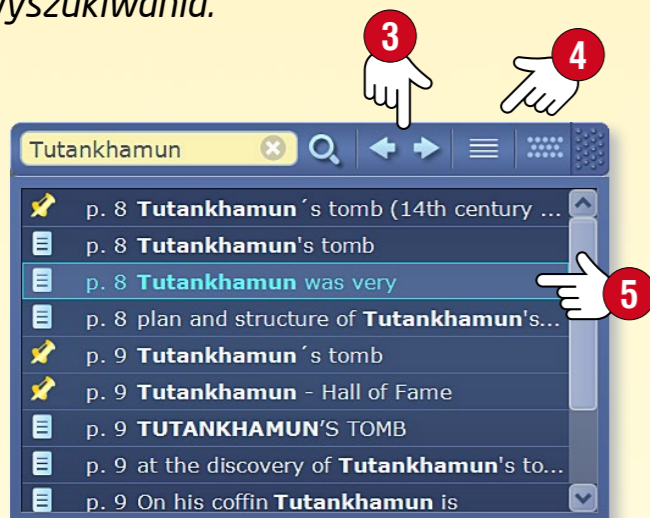 wyszukiwania.
3
4
Tutankhamun
p. 8 Tutankhamun´s tomb (14th century ...
p. 8 Tutankhamun's tomb
p. 8 Tutankhamun was very
5
p. 8 plan and structure of Tutankhamun's...
p. 9 Tutankhamun´s tomb
p. 9 Tutankhamun - Hall of Fame
p. 9 TUTANKHAMUN’S TOMB
p. 9 at the discovery of Tutankhamun's to...
p. 9 On his coffin Tutankhamun is